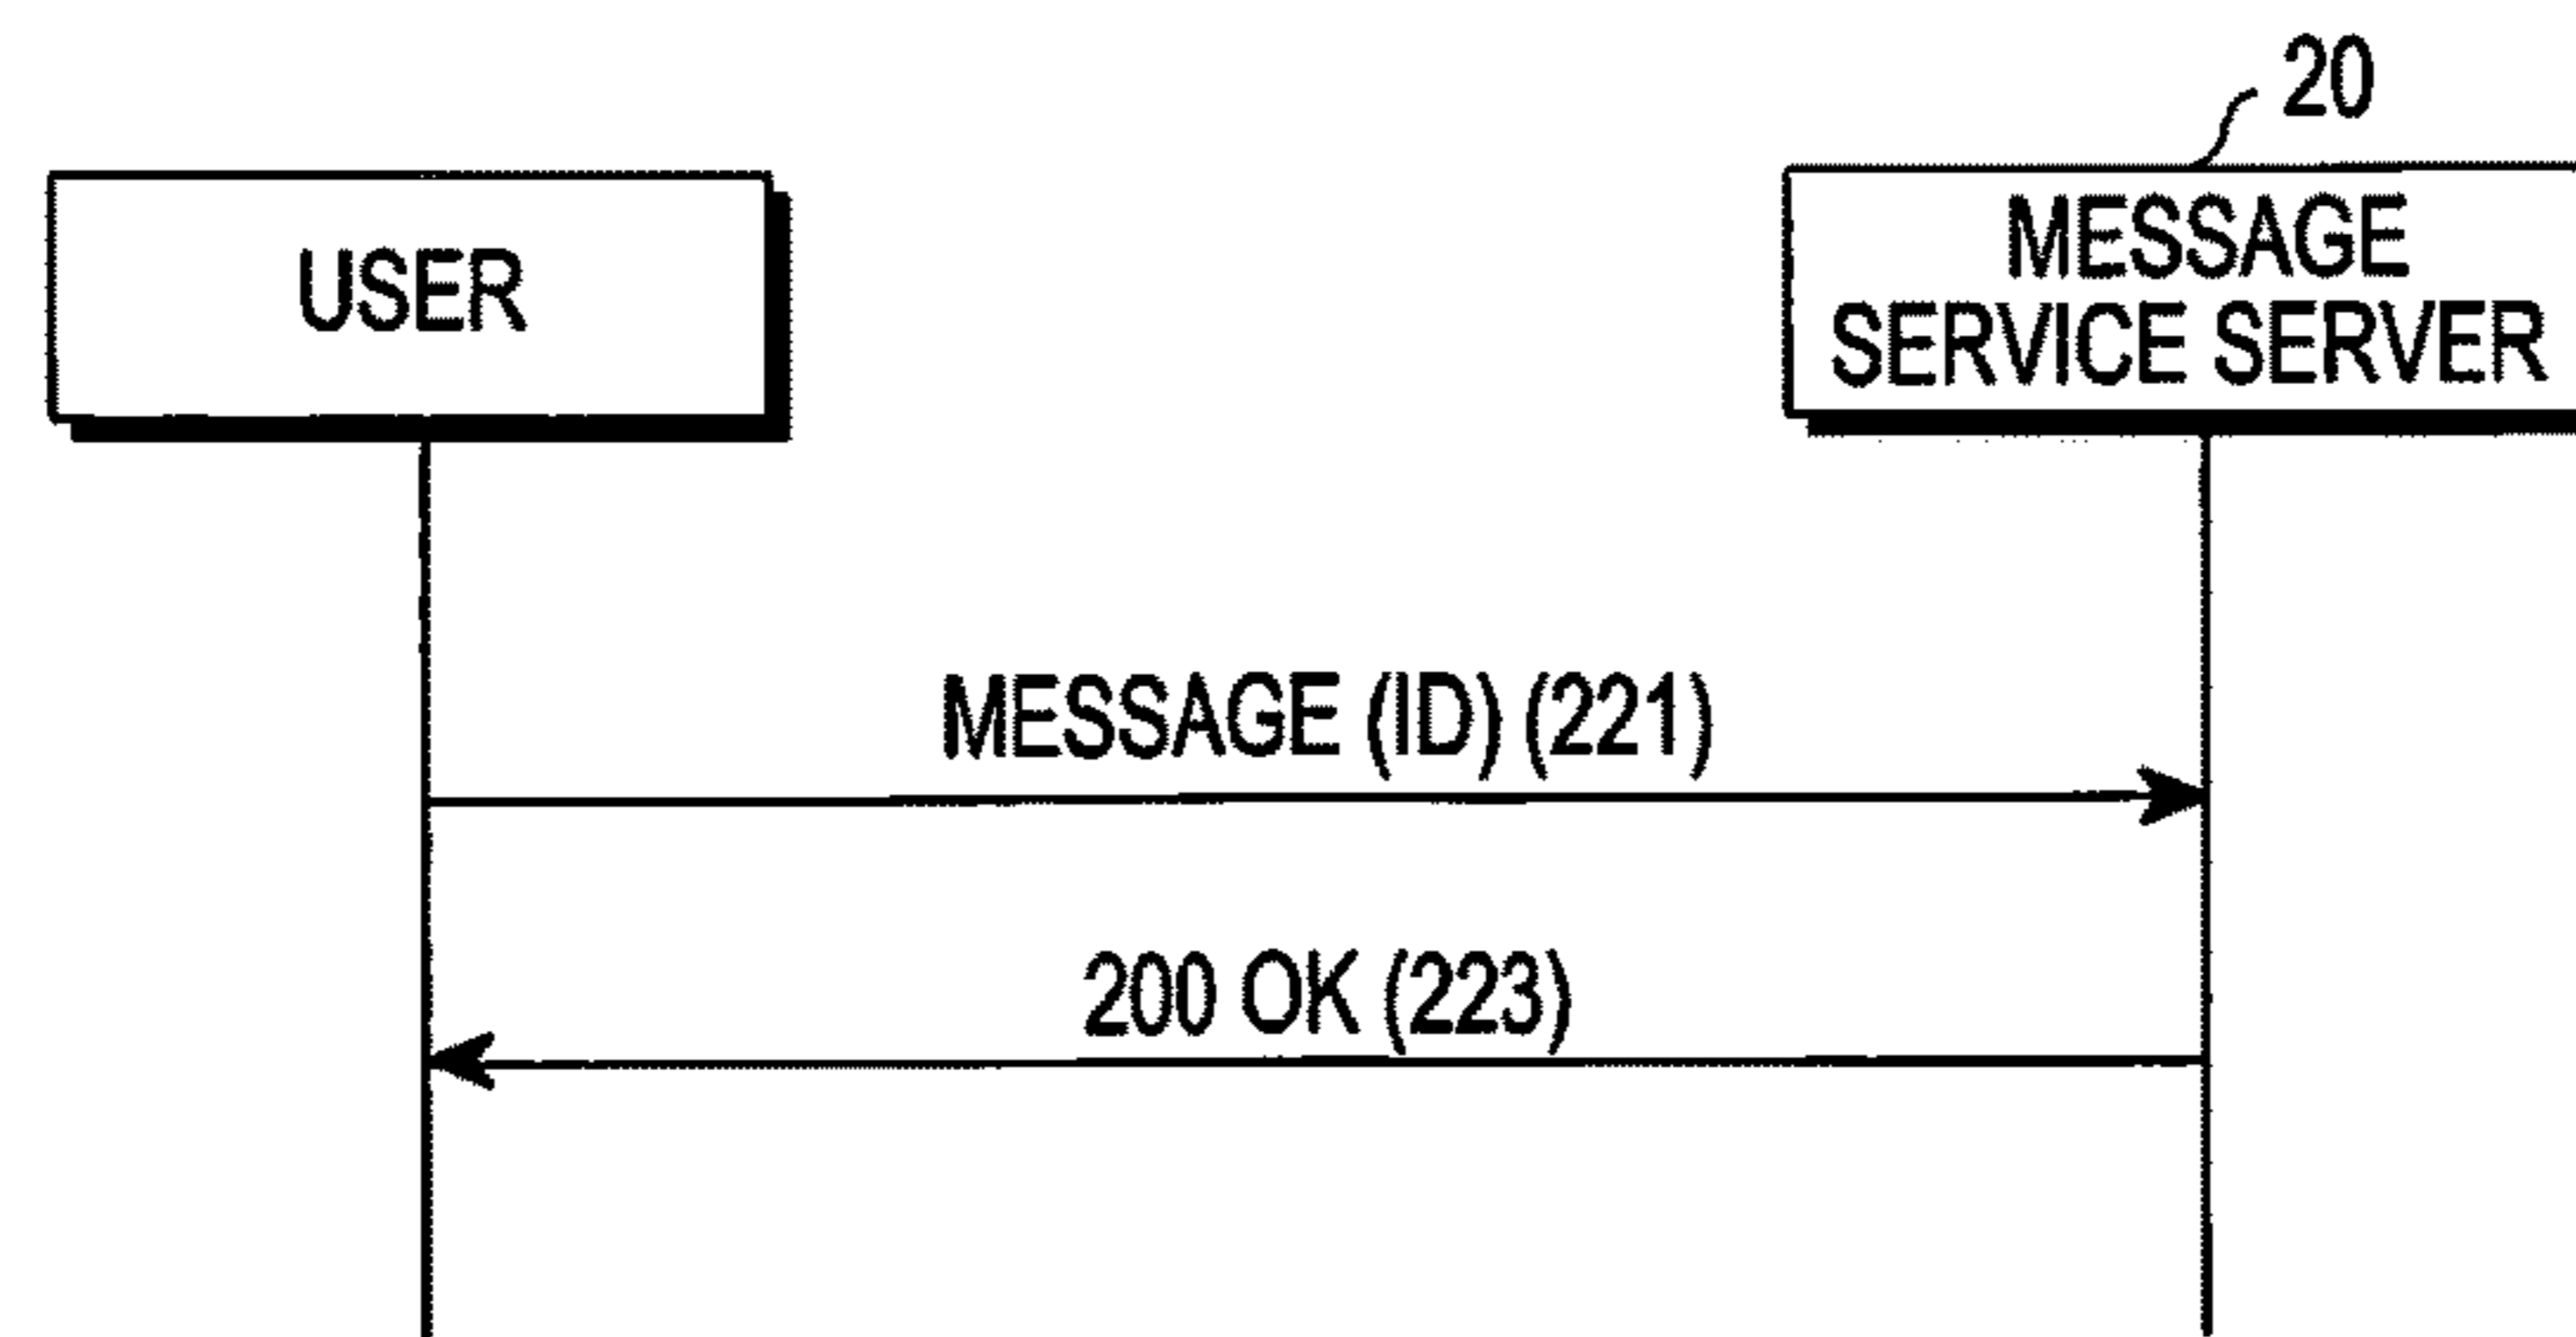 20
USER
MESSAGE
SERVICE SERVER
MESSAGE (ID) (221)
200 OK (223)